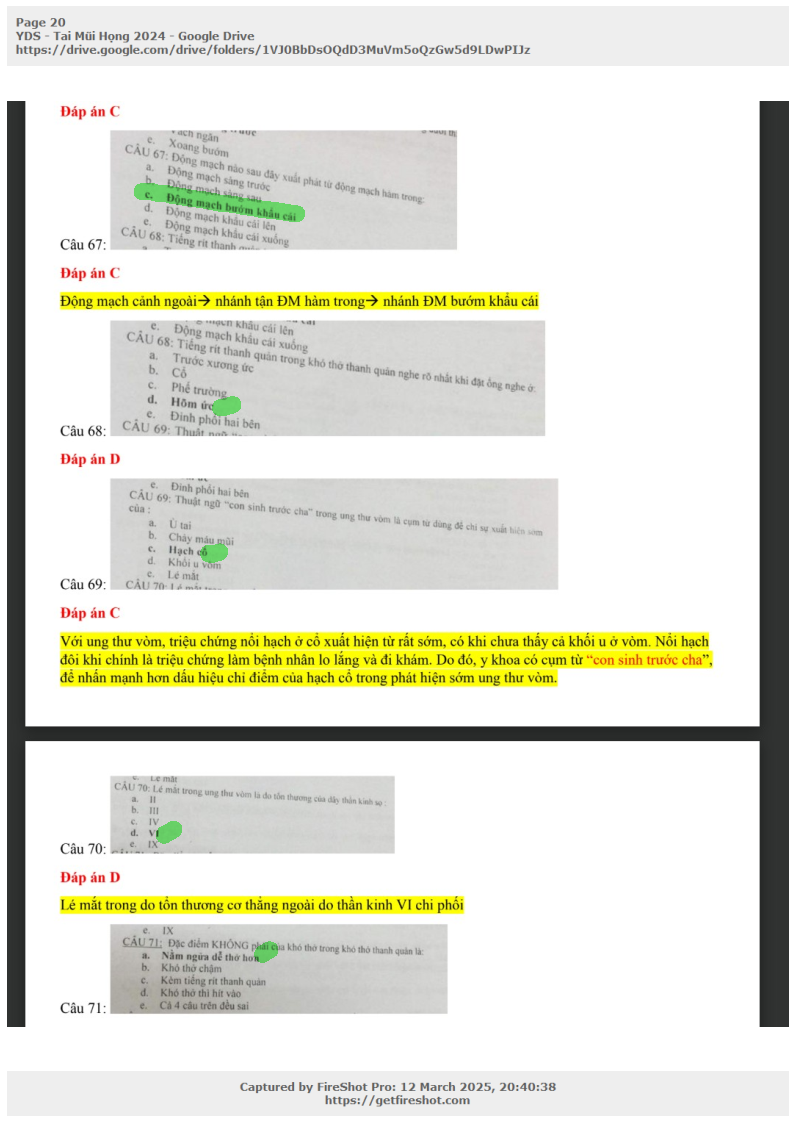 Page 20
YDS - Tai Mũi Họng 2024 - Google Drive
https://drive.google.com/drive/folders/1VJ0BbDsOQdD3MuVm5oQzGw5d9LDwPIJz
Đáp án C
ngăn
e. Xoang bướm
CÂU 67: Động mạch nào sau đây xuất phát từ động mạch hàm trong:
a. Động mạch sàng trước
b. Động mạch sàng sau
c. Động mạch bướm khẩu cái
d. Động mạch khẩu cái lên
e. Động mạch khẩu cái xuống
CÂU 68: Tiếng rít thanh
Câu 67:
Đáp án C
Động mạch cảnh ngoài→ nhánh tận ĐM hàm trong→ nhánh ĐM bướm khẩu cái
khẩu cái lên
e. Động mạch khẩu cái xuống
CÂU 68: Tiếng rít thanh quản trong khó thở thanh quản nghe rõ nhất khi đặt ống nghe ở:
a. Trước xương ức
b. Cổ
c. Phế trường
d. Hõm ức
e. Đỉnh phổi hai bên
CÂU 69: Thuật
Câu 68:
Đáp án D
e. Đỉnh phổi hai bên
CÂU 69: Thuật ngữ “con sinh trước cha” trong ung thư vòm là cụm từ dùng để chỉ sự xuất hiện sớm
của :
a. Ù tai
b. Chảy máu mũi
c. Hạch cổ
d. Khối u vòm
e. Lé mắt
CÂU 70: Lé mắt
Câu 69:
Đáp án C
Với ung thư vòm, triệu chứng nổi hạch ở cổ xuất hiện từ rất sớm, có khi chưa thấy cả khối u ở vòm. Nổi hạch
đôi khi chính là triệu chứng làm bệnh nhân lo lắng và đi khám. Do đó, y khoa có cụm từ “con sinh trước cha”,
để nhấn mạnh hơn dấu hiệu chỉ điểm của hạch cổ trong phát hiện sớm ung thư vòm.
e. Lé mắt
CÂU 70: Lé mắt trong ung thư vòm là do tổn thương của dây thần kinh sọ :
a. II
b. III
c. IV
d. VI
e. IX
Câu 70:
Đáp án D
Lé mắt trong do tổn thương cơ thẳng ngoài do thần kinh VI chi phối
e. IX
CÂU 71: Đặc điểm KHÔNG phải của khó thở trong khó thở thanh quản là:
a. Nằm ngửa dễ thở hơn
b. Khó thở chậm
c. Kèm tiếng rít thanh quản
d. Khó thở thì hít vào
e. Cả 4 câu trên đều sai
Câu 71:
Captured by FireShot Pro: 12 March 2025, 20:40:38
https://getfireshot.com